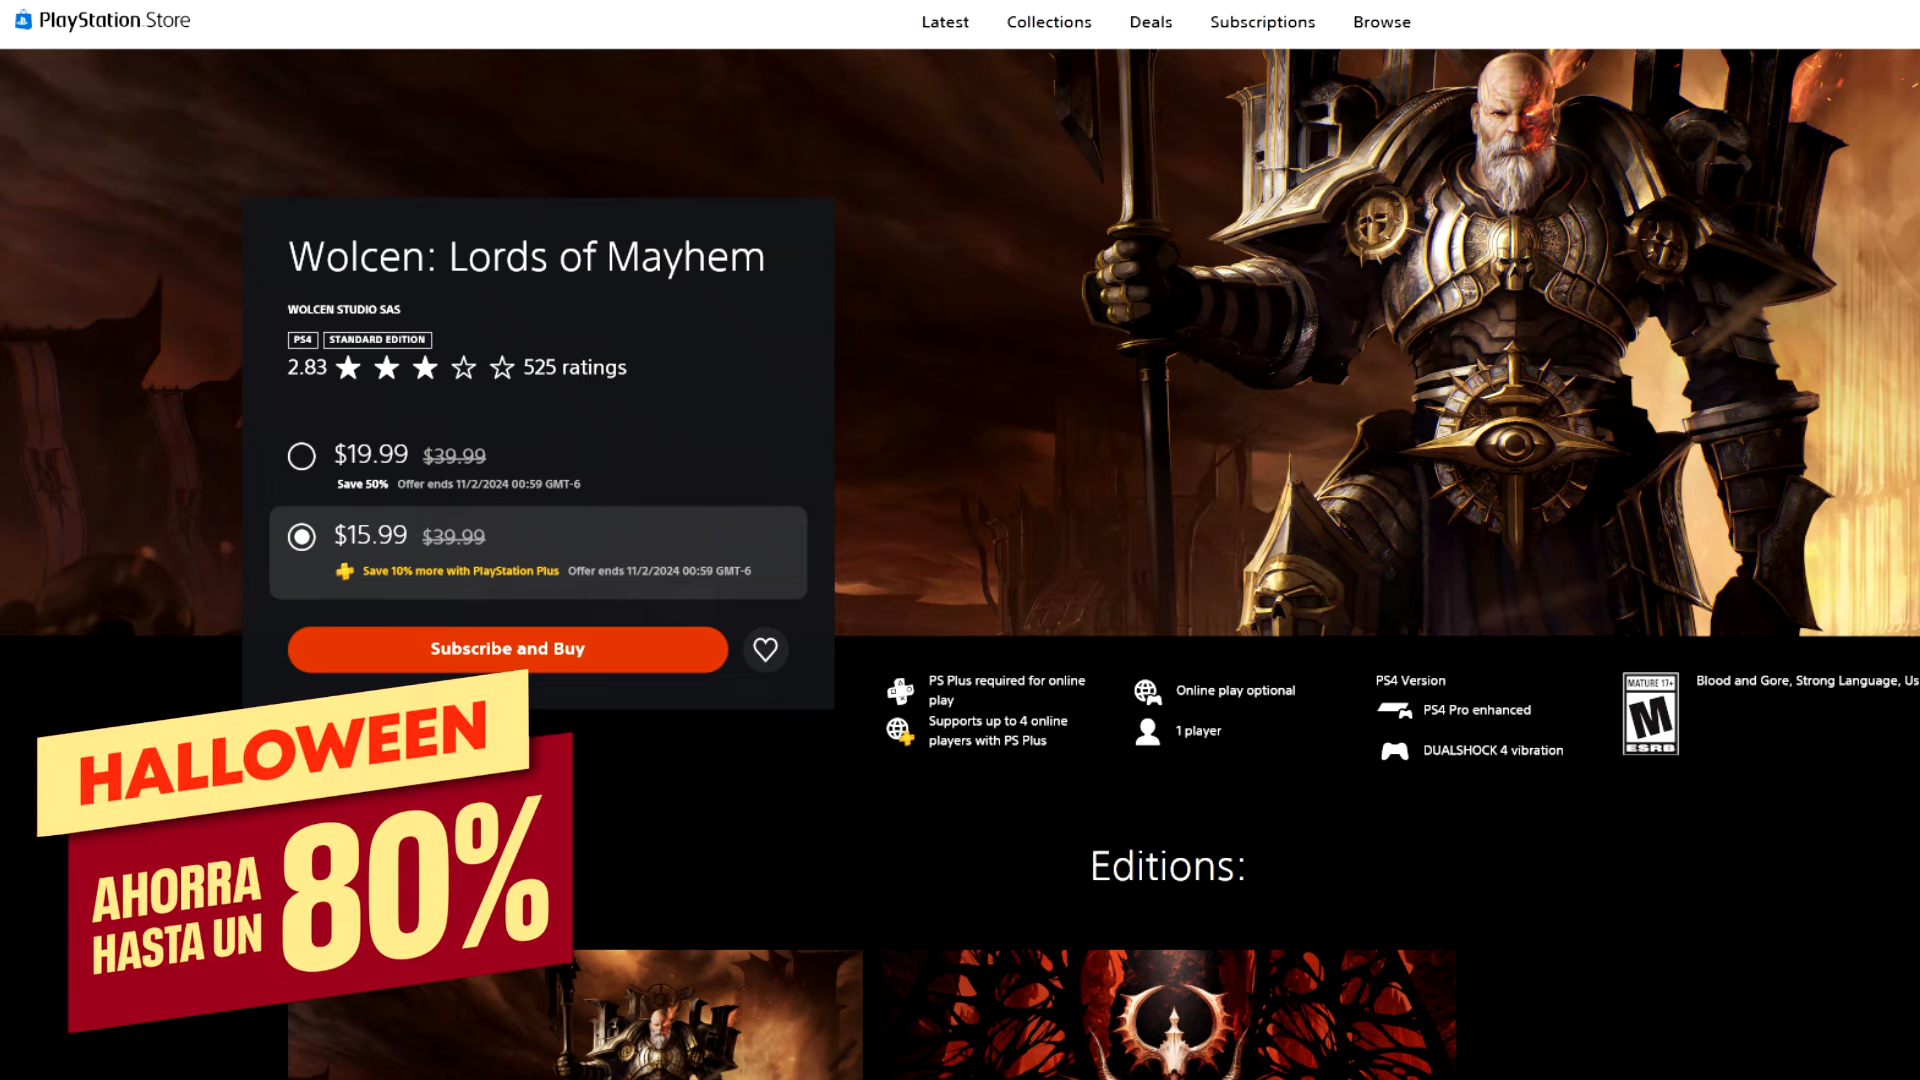 PlayStation Store
Latest
Collections
Deals
Subscriptions
Browse
Wolcen: Lords of Mayhem
WOLCEN STUDIO SAS
PS4
STANDARD EDITION
2.83
525 ratings
$19.99 $39.99
Save 50% Offer ends 11/2/2024 00:59 GMT-6
$15.99 $39.99
Save 10% more with PlayStation Plus Offer ends 11/2/2024 00:59 GMT-6
Subscribe and Buy
PS Plus required for online
play
Supports up to 4 online
players with PS Plus
Online play optional
1 player
PS4 Version
PS4 Pro enhanced
DUALSHOCK 4 vibration
MATURE 17+
M
ESRB
Blood and Gore, Strong Language, Us
HALLOWEEN
AHORRA
HASTA UN
80%
Editions: